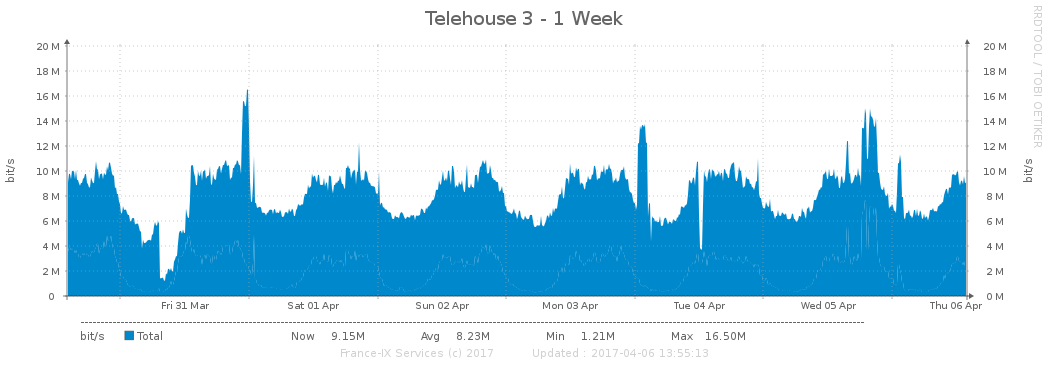 Telehouse 3 - 1 Week
RRDTOOL / TOBI OETIKER
bit/s
bit/s
20 M 20 M
18 M 18 M
16 M 16 M
14 M 14 M
12 M 12 M
10 M 10 M
8 M 8 M
6 M 6 M
4 M 4 M
2 M 2 M
0 0 M
Fri 31 Mar Sat 01 Apr Sun 02 Apr Mon 03 Apr Tue 04 Apr Wed 05 Apr Thu 06 Apr
bit/s Total Now 9.15M Avg 8.23M Min 1.21M Max 16.50M
France-IX Services (c) 2017 Updated : 2017-04-06 13:55:13